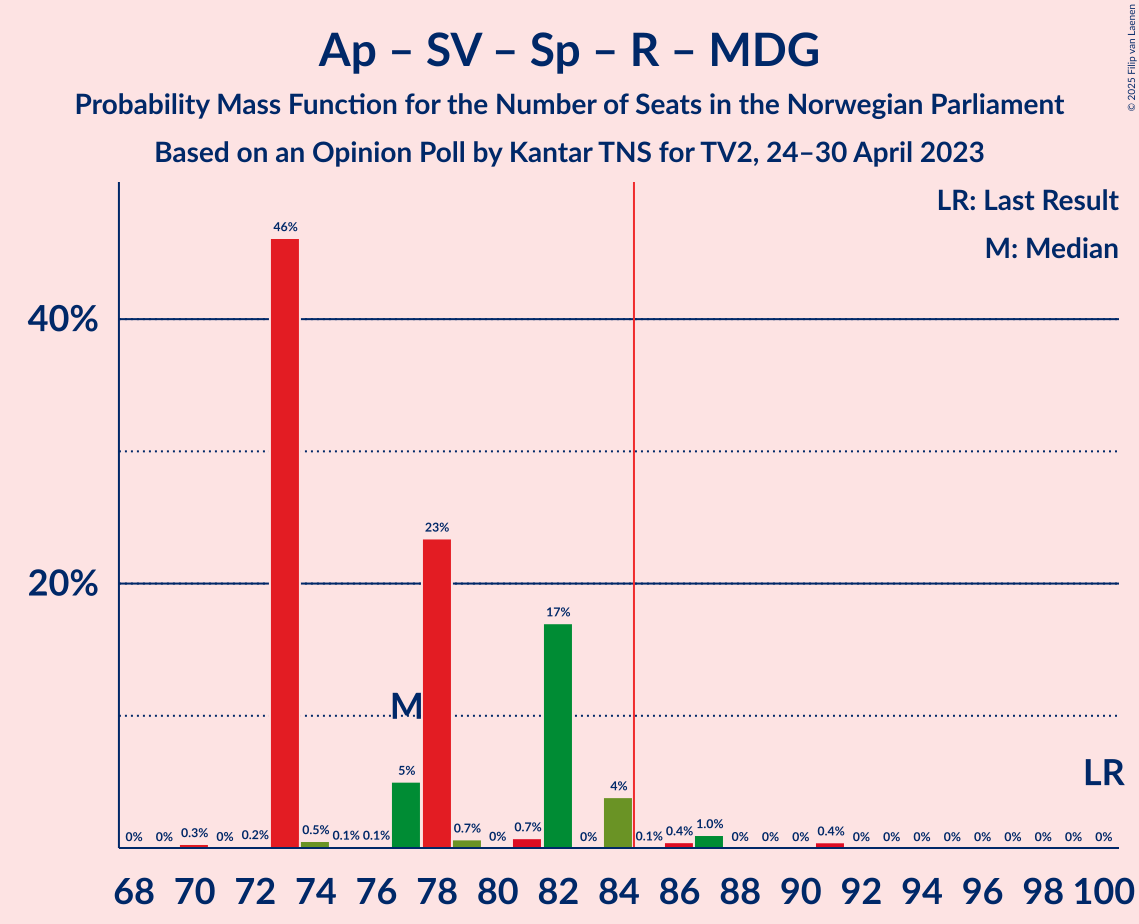 Ap – SV – Sp – R – MDG
Probability Mass Function for the Number of Seats in the Norwegian Parliament
Based on an Opinion Poll by Kantar TNS for TV2, 24–30 April 2023
© 2025 Filip van Laenen
LR: Last Result
M: Median
40%
20%
0% 0% 0.3% 0% 0.2% 46% 0.5% 0.1% 0.1% 5% 23% 0.7% 0% 0.7% 17% 0% 4% 0.1% 0.4% 1.0% 0% 0% 0% 0.4% 0% 0% 0% 0% 0% 0% 0% 0% 0%
M
LR
68 70 72 74 76 78 80 82 84 86 88 90 92 94 96 98 100